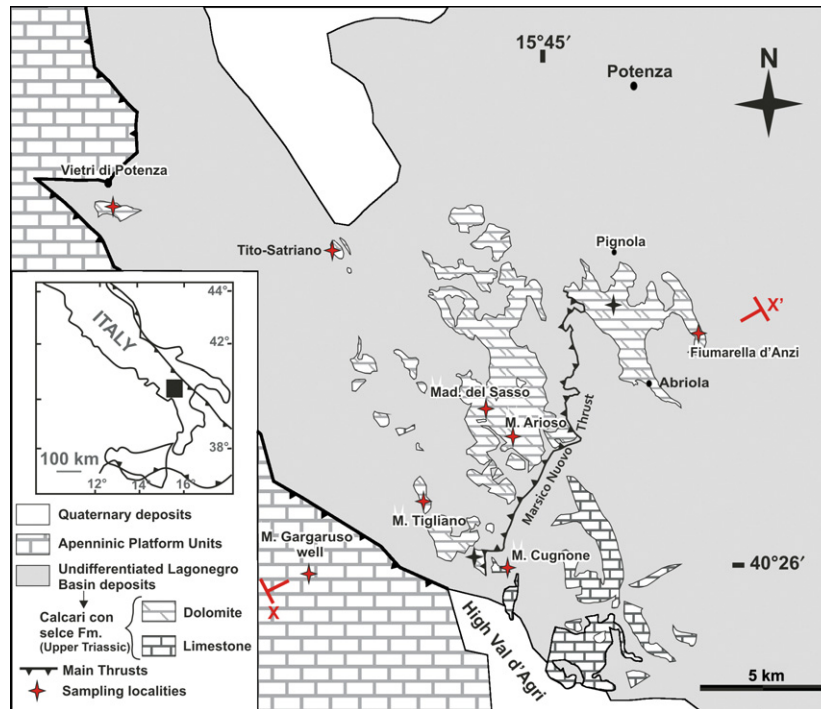 15°45′
N
Potenza
Vietri di Potenza
Tito-Satriano
Pignola
X'
Fiumarella d'Anzi
Abriola
Mad. del Sasso
M. Arioso
Marsico Nuovo Thrust
M. Tigliano
M. Gargaruso
well
M. Cugnone
40°26′
X
High Val d'Agri
5 km
44°
ITALY
42°
38°
100 km
12°
14°
16°
Quaternary deposits
Apenninic Platform Units
Undifferentiated Lagonegro
Basin deposits
Calcari con
selce Fm.
(Upper Triassic)
Dolomite
Limestone
Main Thrusts
Sampling localities